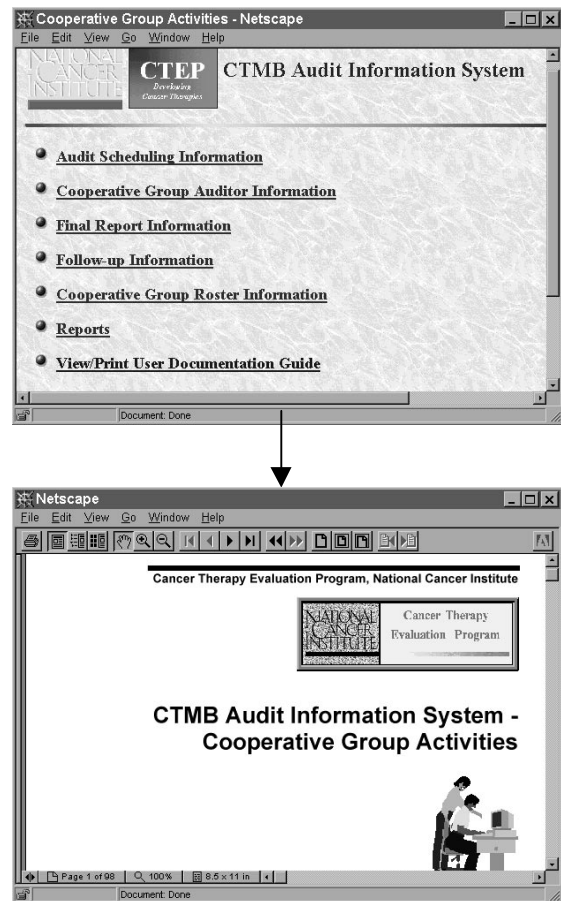 Cooperative Group Activities - Netscape
File Edit View Go Window Help
NATIONAL
CANCER
INSTITUTE
CTEP
Developing
Cancer Therapies
CTMB Audit Information System
Audit Scheduling Information
Cooperative Group Auditor Information
Final Report Information
Follow-up Information
Cooperative Group Roster Information
Reports
View/Print User Documentation Guide
Document: Done
Netscape
File Edit View Go Window Help
Cancer Therapy Evaluation Program, National Cancer Institute
NATIONAL
CANCER
INSTITUTE
Cancer Therapy
Evaluation Program
CTMB Audit Information System -
Cooperative Group Activities
Page 1 of 98 100% 8.5 x 11 in
Document: Done